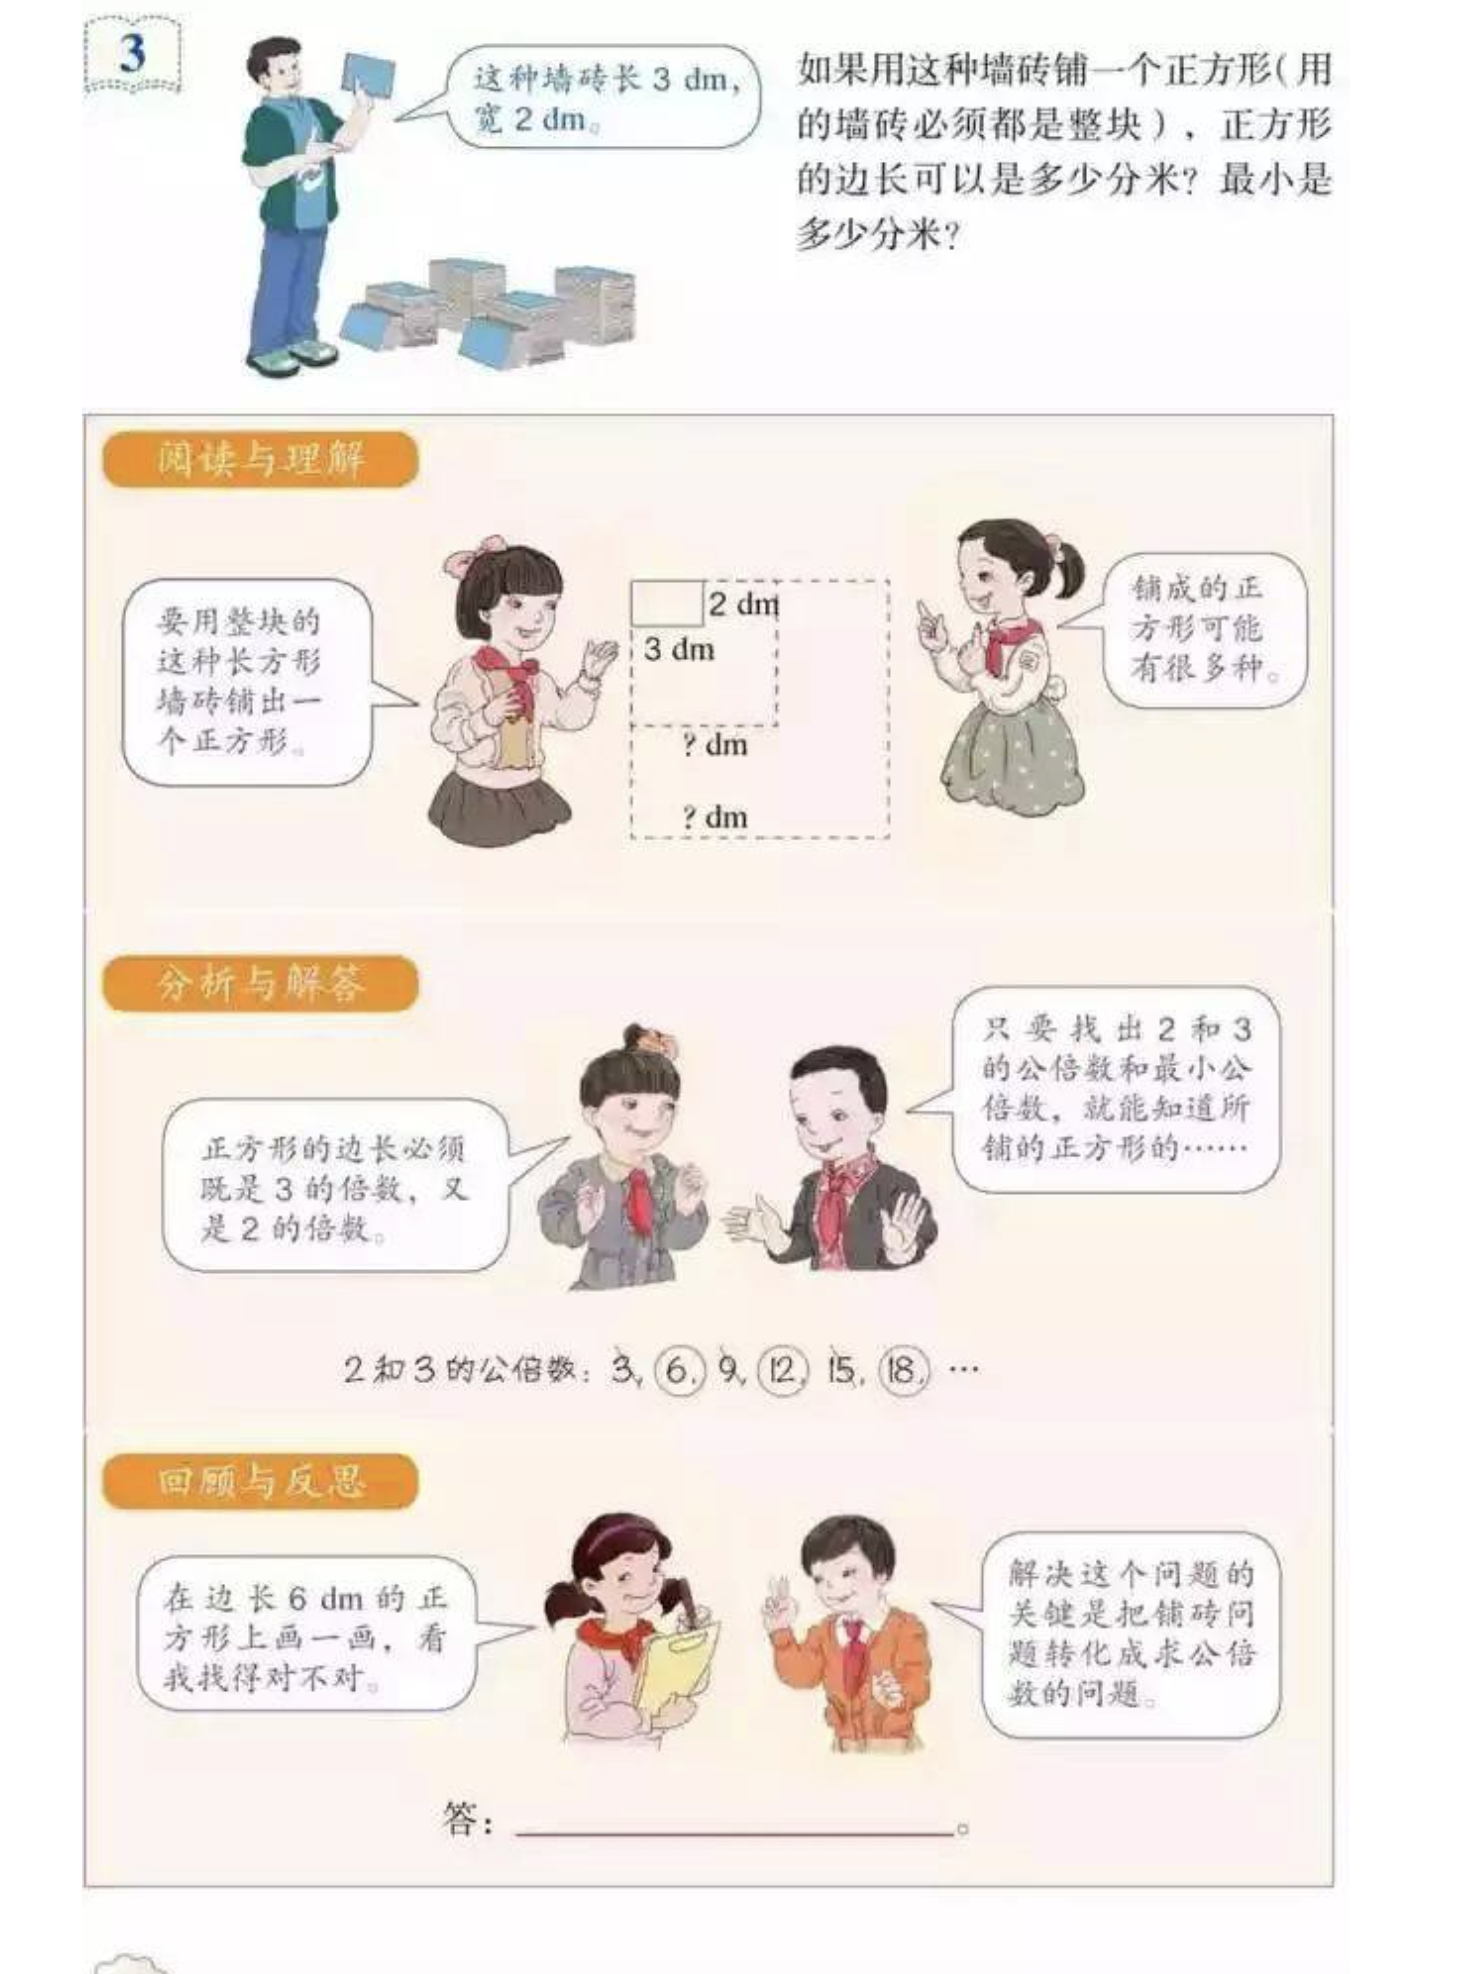 3
这种墙砖长 3 dm,
宽 2 dm。
如果用这种墙砖铺一个正方形(用
的墙砖必须都是整块),正方形
的边长可以是多少分米?最小是
多少分米?
阅读与理解
要用整块的
这种长方形
墙砖铺出一
个正方形。
2 dm
3 dm
? dm
? dm
铺成的正
方形可能
有很多种。
分析与解答
正方形的边长必须
既是 3 的倍数,又
是 2 的倍数。
只要找出 2 和 3
的公倍数和最小公
倍数,就能知道所
铺的正方形的……
2和3的公倍数:3, 6, 9, 12, 15, 18, …
回顾与反思
在边长 6 dm 的正
方形上画一画,看
我找得对不对。
解决这个问题的
关键是把铺砖问
题转化成求公倍
数的问题。
答:。